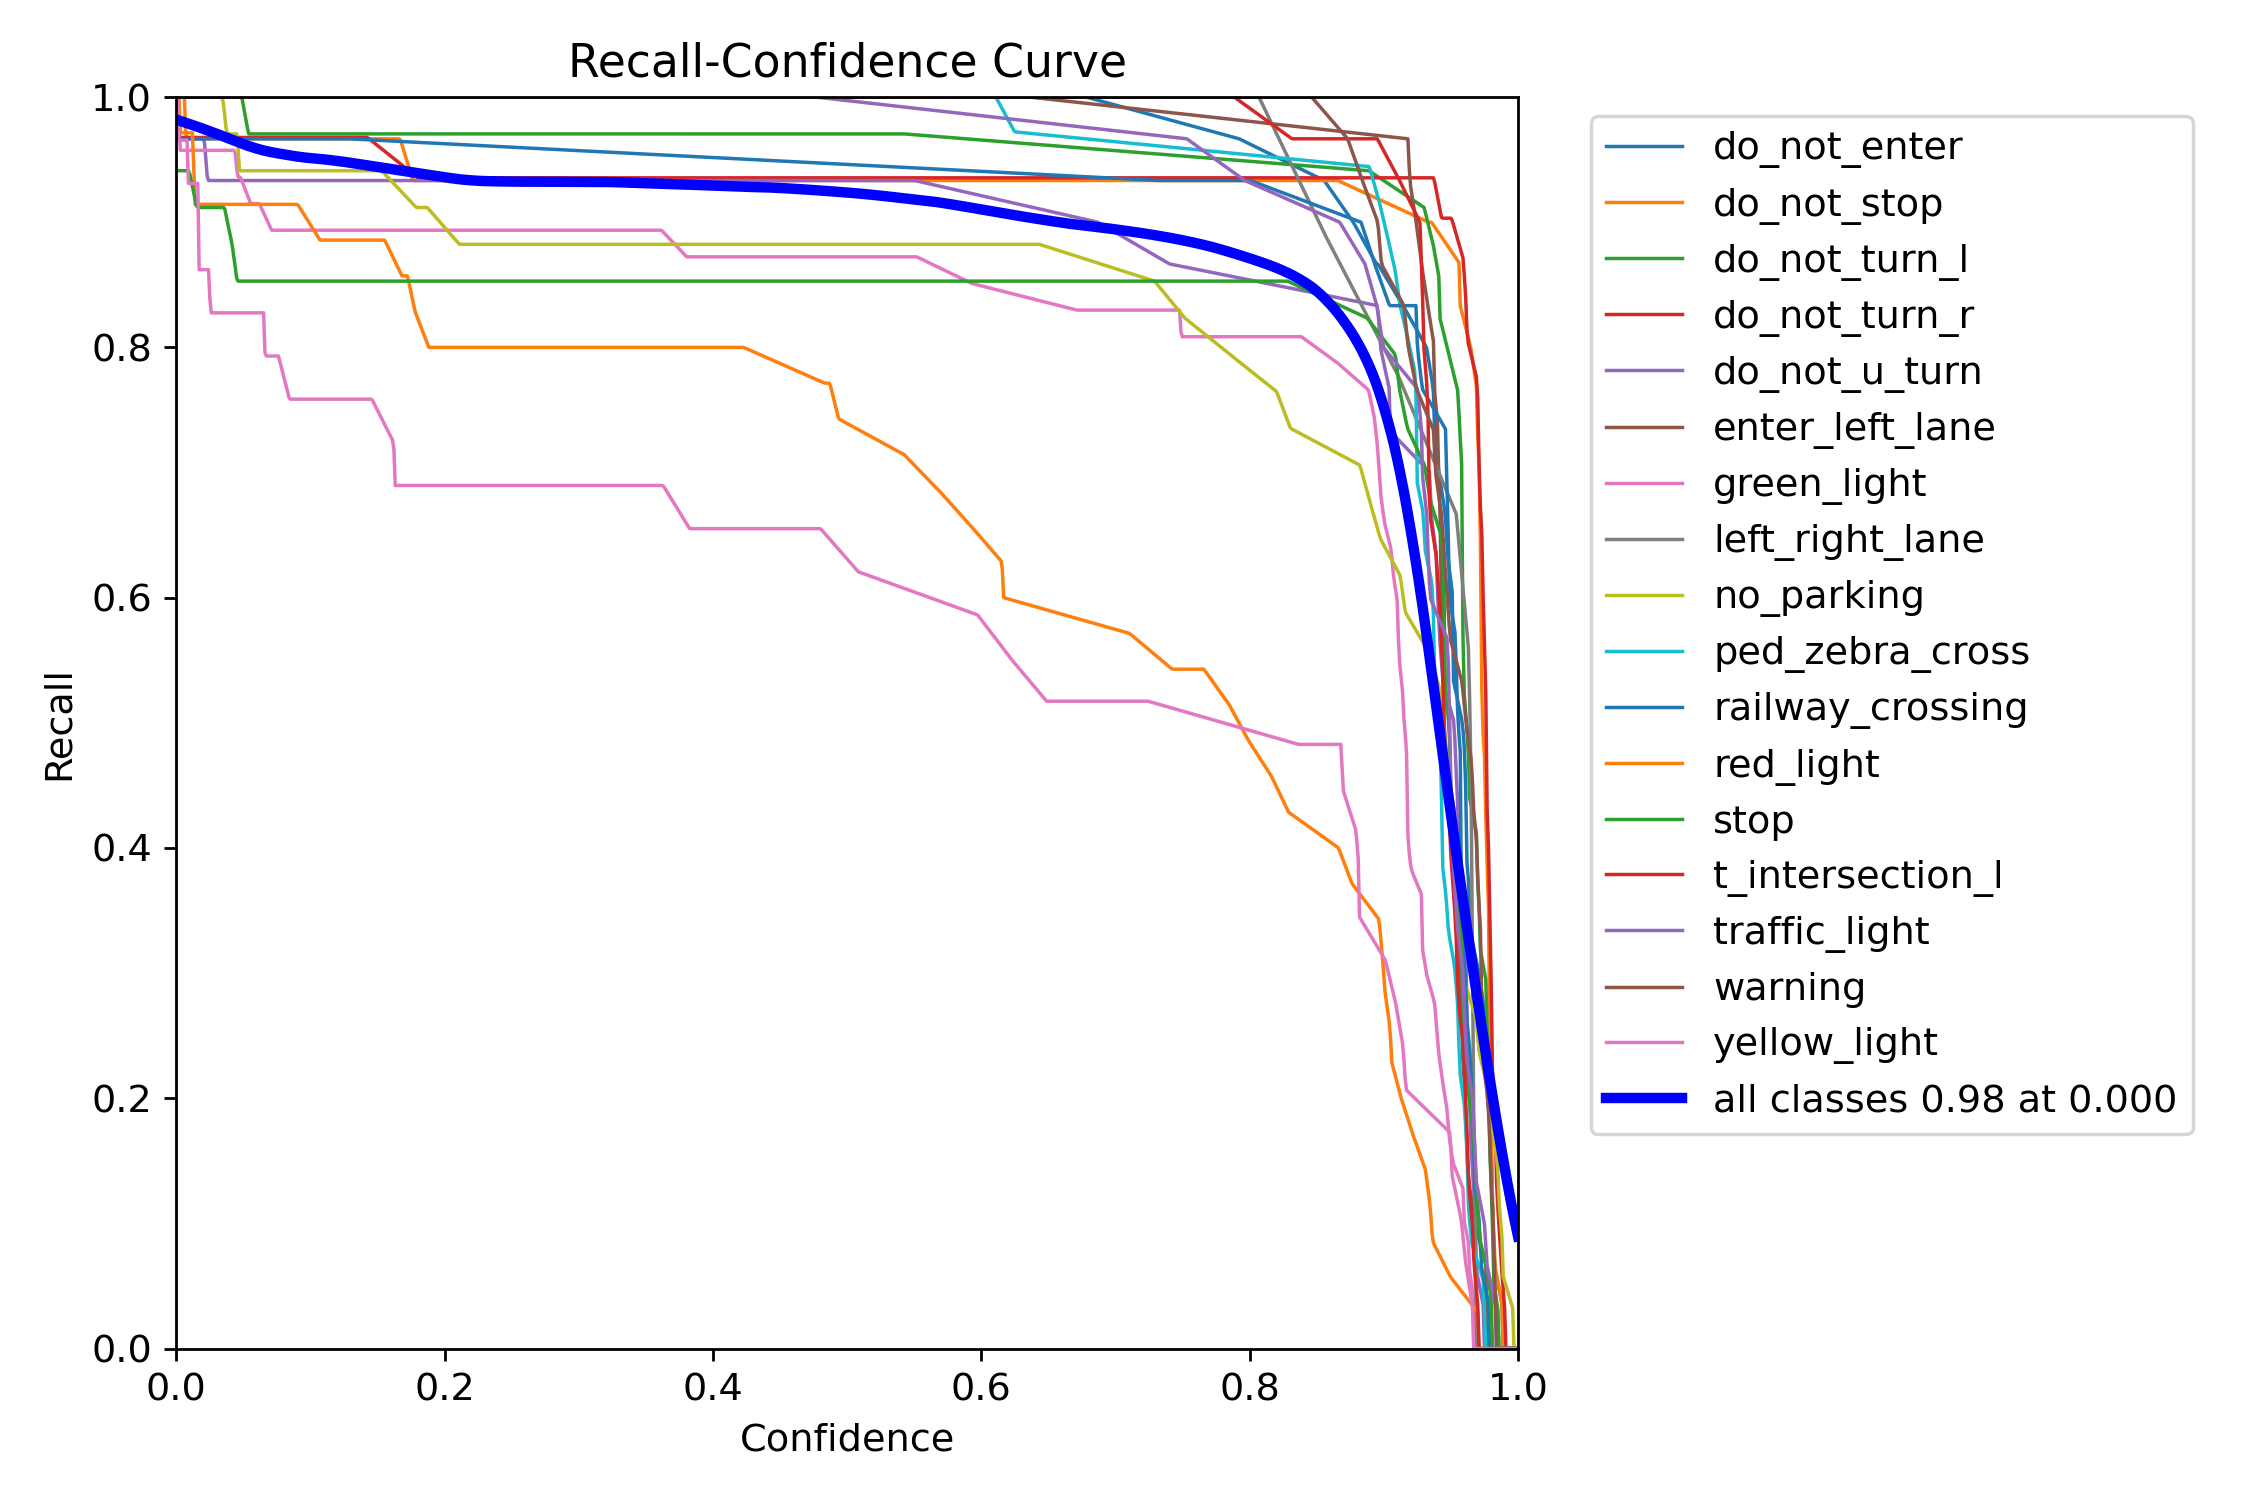 Recall-Confidence Curve
1.0
0.8
0.6
0.4
0.2
0.0
Recall
0.0 0.2 0.4 0.6 0.8 1.0
Confidence
do_not_enter
do_not_stop
do_not_turn_l
do_not_turn_r
do_not_u_turn
enter_left_lane
green_light
left_right_lane
no_parking
ped_zebra_cross
railway_crossing
red_light
stop
t_intersection_l
traffic_light
warning
yellow_light
all classes 0.98 at 0.000